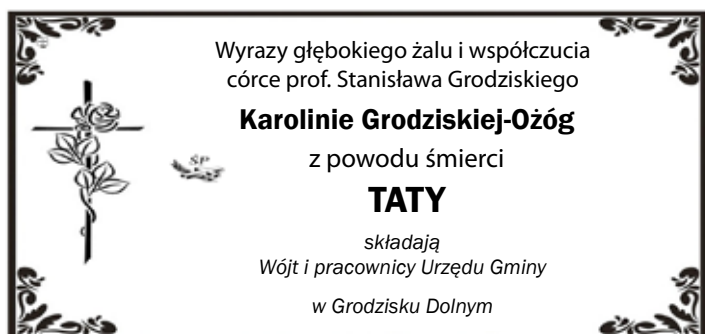 Wyrazy głębokiego żalu i współczucia
córce prof. Stanisława Grodziskiego
Karolinie Grodziskiej-Ożóg
z powodu śmierci
ŚP
TATY
składają
Wójt i pracownicy Urzędu Gminy
w Grodzisku Dolnym